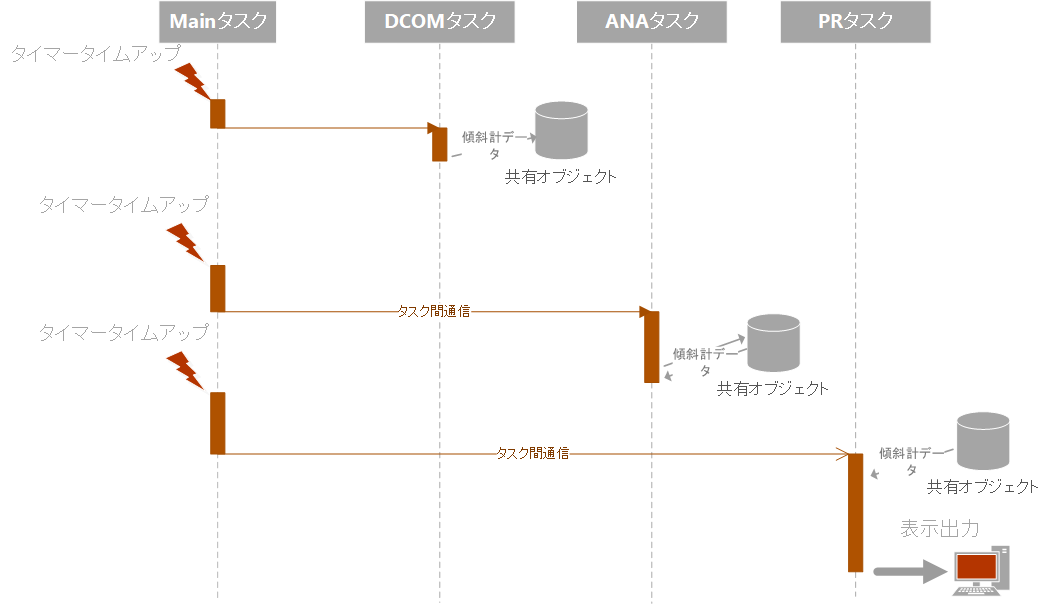 Mainタスク
DCOMタスク
ANAタスク
PRタスク
タイマータイムアップ
傾斜計デー
タ
共有オブジェクト
タイマータイムアップ
タスク間通信
タイマータイムアップ
傾斜計デー
タ
共有オブジェクト
タスク間通信
傾斜計デー
タ
共有オブジェクト
表示出力